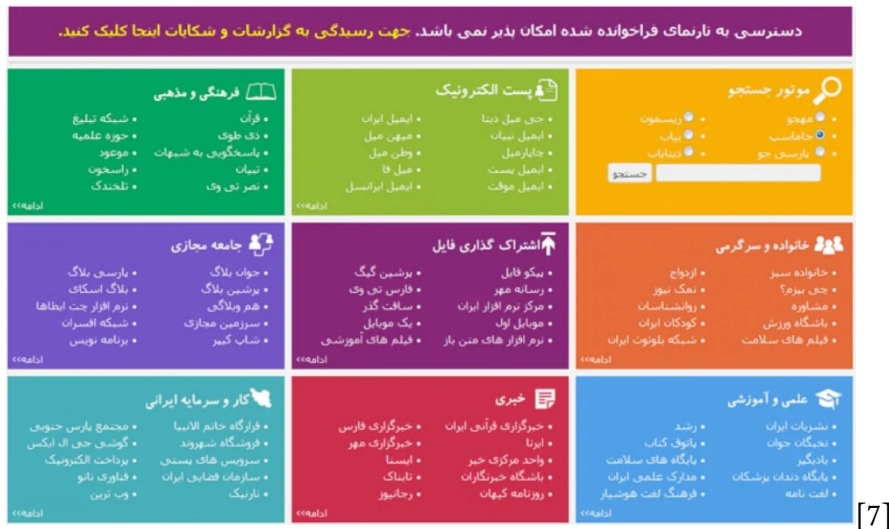 دسترسی به تارنمای فراخوانده شده امکان پذیر نمی باشد. جهت رسیدگی به گزارشات و شکایات اینجا کلیک کنید.
موتور جستجو
• مهجو
• ریسمون
• جاماسب
• بیاب
• پارسی جو
• دیتایاب
جستجو
پست الکترونیک
• جی میل دیتا
• ایمیل ایران
• ایمیل نبیان
• میهن میل
• چاپارمیل
• وطن میل
• ایمیل پست
• میل فا
• ایمیل موقت
• ایمیل ایرانسل
ادامه>>
فرهنگی و مذهبی
• قرآن
• شبکه تبلیغ
• ذی طوی
• حوزه علمیه
• پاسخگویی به شبهات
• موعود
• تبیان
• راسخون
• نصر تی وی
• تلخندک
ادامه>>
خانواده و سرگرمی
• خانواده سبز
• ازدواج
• چی بپزم؟
• نمک نیوز
• مشاوره
• روانشناسان
• باشگاه ورزش
• کودکان ایران
• فیلم های سلامت
• شبکه بلوتوث ایران
ادامه>>
اشتراک گذاری فایل
• پیکو فایل
• پرشین گیگ
• رسانه مهر
• فارس تی وی
• مرکز نرم افزار ایران
• سافت گذر
• موبایل اول
• پک موبایل
• نرم افزار های متن باز
• فیلم های آموزشی
ادامه>>
جامعه مجازی
• جوان بلاگ
• پارسی بلاگ
• پرشین بلاگ
• بلاگ اسکای
• هم وبلاگی
• نرم افزار چت ایطاها
• سرزمین مجازی
• شبکه افسران
• شاپ کیپر
• برنامه نویس
ادامه>>
علمی و آموزشی
• نشریات ایران
• رشد
• نخبگان جوان
• پاتوق کتاب
• یادبگیر
• پایگاه های سلامت
• پایگاه دندان پزشکان
• مدارک علمی ایران
• لغت نامه
• فرهنگ لغت هوشیار
ادامه>>
خبری
• خبرگزاری قرآنی ایران
• خبرگزاری فارس
• ایرنا
• خبرگزاری مهر
• واحد مرکزی خبر
• ایسنا
• باشگاه خبرنگاران
• تابناک
• روزنامه کیهان
• رجانیوز
ادامه>>
کار و سرمایه ایرانی
• قرارگاه خاتم الانبیا
• مجتمع پارس جنوبی
• فروشگاه شهروند
• گوشی جی ال ایکس
• سرویس های پستی
• پرداخت الکترونیک
• سازمان فضایی ایران
• فناوری نانو
• نارنیک
• وب ترین
ادامه>>
[7]